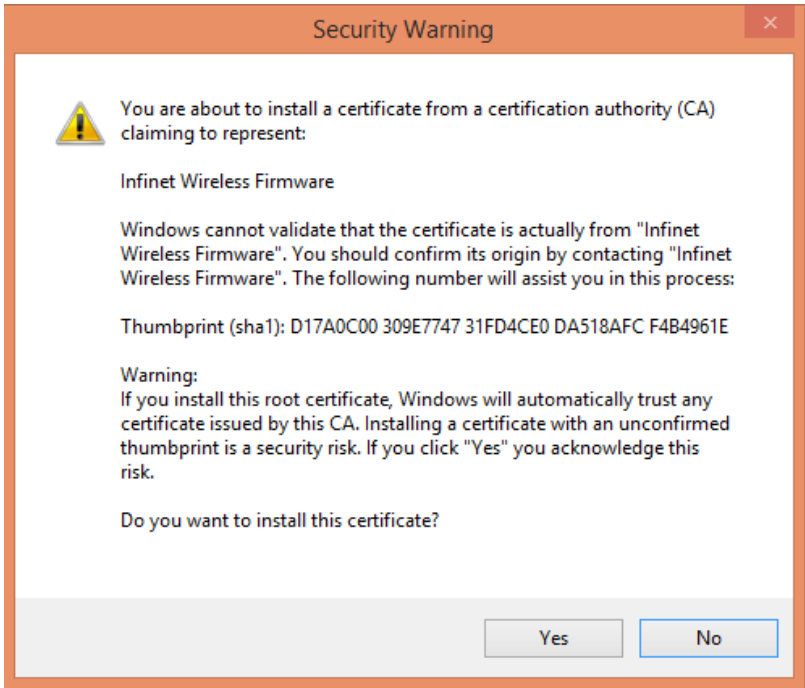 Security Warning
You are about to install a certificate from a certification authority (CA)
claiming to represent:
Infinet Wireless Firmware
Windows cannot validate that the certificate is actually from "Infinet
Wireless Firmware". You should confirm its origin by contacting "Infinet
Wireless Firmware". The following number will assist you in this process:
Thumbprint (sha1): D17A0C00 309E7747 31FD4CE0 DA518AFC F4B4961E
Warning:
If you install this root certificate, Windows will automatically trust any
certificate issued by this CA. Installing a certificate with an unconfirmed
thumbprint is a security risk. If you click "Yes" you acknowledge this
risk.
Do you want to install this certificate?
Yes No